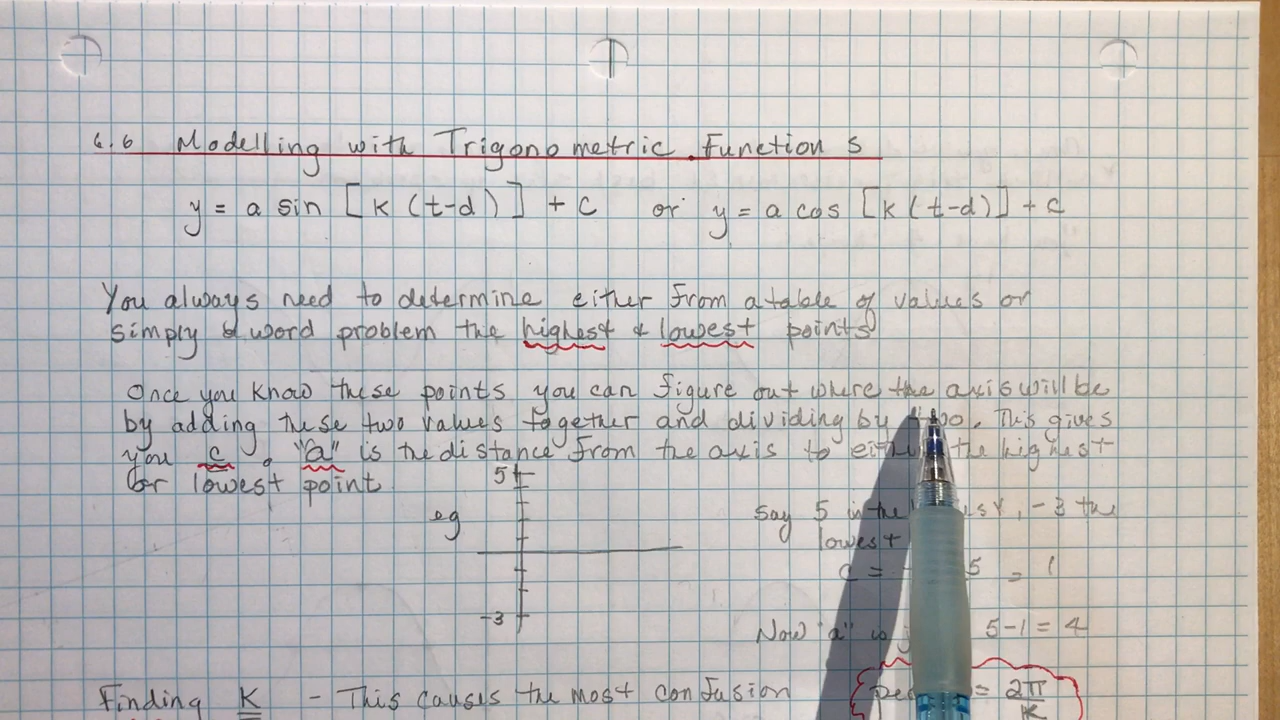 6.6 Modelling with Trigonometric Functions
y = a sin [k (t-d)] + c or y = a cos [k (t-d)] + c
You always need to determine either from a table of values or
simply word problem the highest & lowest points
Once you know these points you can figure out where the axis will be
by adding these two values together and dividing by two. This gives
you c. "a" is the distance from the axis to either the highest
or lowest point
5
eg
-3
Say 5 in the , -3 the
lowest
c = 5 = 1
Now "a" is 5-1 = 4
Finding K - This causes the most confusion
= 2π
K